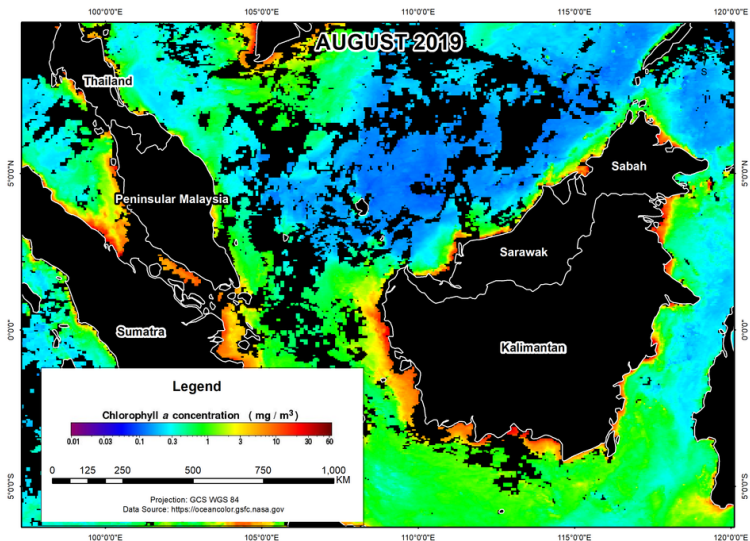 100°0'0"E 105°0'0"E 110°0'0"E 115°0'0"E 120°0'0"E
AUGUST 2019
Thailand
S
Sabah
5°0'0"N
5°0'0"N
Peninsular Malaysia
Sarawak
0°0'0"
0°0'0"
Sumatra
Kalimantan
Legend
Chlorophyll a concentration ( mg / m³ )
0.01 0.03 0.1 0.3 1 3 10 30 60
0 125 250 500 750 1,000
KM
5°0'0"S
5°0'0"S
Projection: GCS WGS 84
Data Source: https://oceancolor.gsfc.nasa.gov
100°0'0"E 105°0'0"E 110°0'0"E 115°0'0"E 120°0'0"E